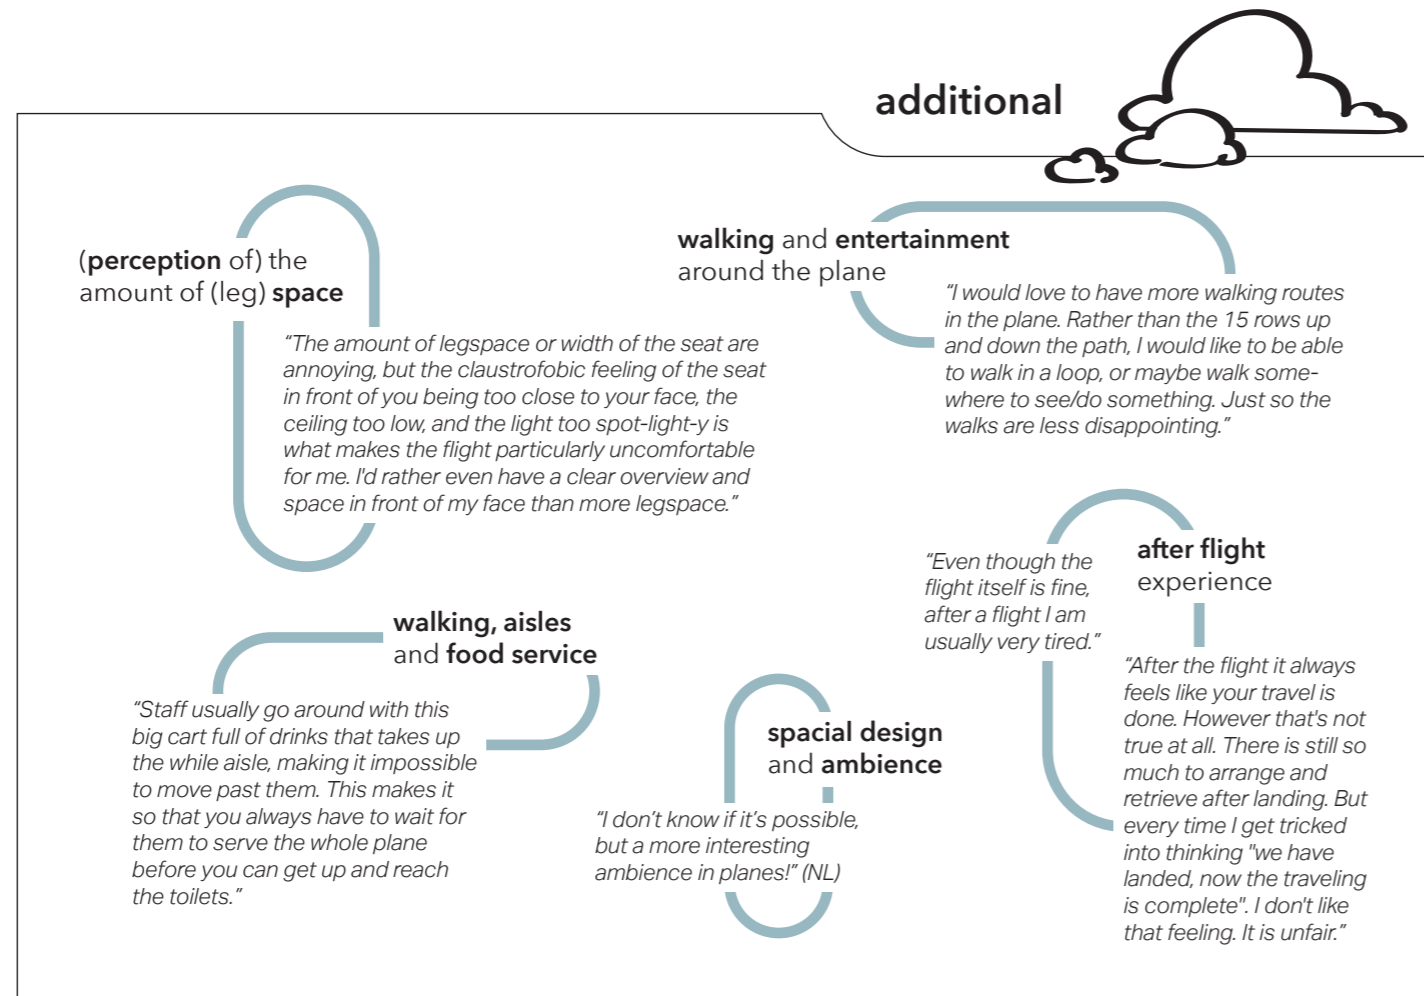 additional
(perception of) the
amount of (leg) space
“The amount of legspace or width of the seat are
annoying, but the claustrofobic feeling of the seat
in front of you being too close to your face, the
ceiling too low, and the light too spot-light-y is
what makes the flight particularly uncomfortable
for me. I'd rather even have a clear overview and
space in front of my face than more legspace.”
walking and entertainment
around the plane
“I would love to have more walking routes
in the plane. Rather than the 15 rows up
and down the path, I would like to be able
to walk in a loop, or maybe walk some-
where to see/do something. Just so the
walks are less disappointing.”
walking, aisles
and food service
“Staff usually go around with this
big cart full of drinks that takes up
the while aisle, making it impossible
to move past them. This makes it
so that you always have to wait for
them to serve the whole plane
before you can get up and reach
the toilets.”
spacial design
and ambience
“I don’t know if it’s possible,
but a more interesting
ambience in planes!” (NL)
after flight
experience
“Even though the
flight itself is fine,
after a flight I am
usually very tired.”
“After the flight it always
feels like your travel is
done. However that's not
true at all. There is still so
much to arrange and
retrieve after landing. But
every time I get tricked
into thinking "we have
landed, now the traveling
is complete". I don't like
that feeling. It is unfair.”